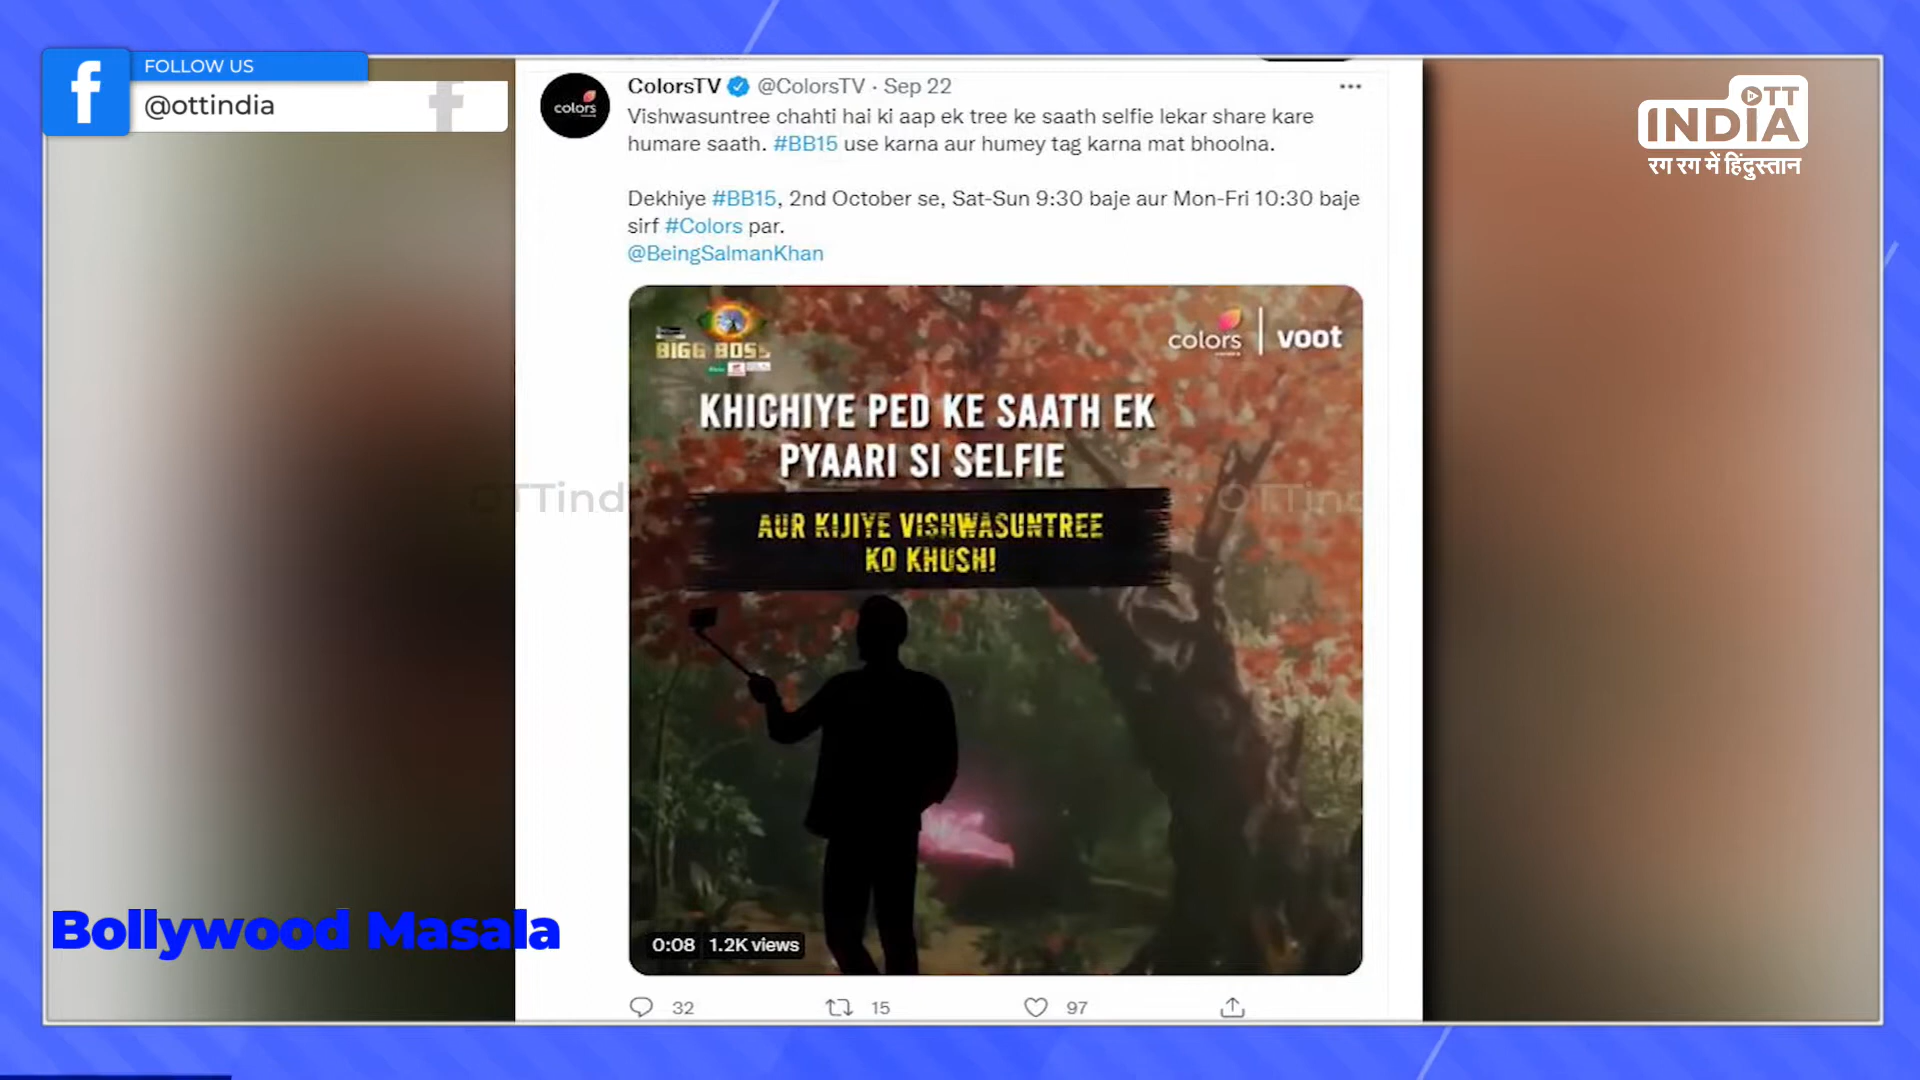 FOLLOW US
@ottindia
OTT
INDIA
रग रग में हिंदुस्तान
colors
ColorsTV @ColorsTV · Sep 22
Vishwasuntree chahti hai ki aap ek tree ke saath selfie lekar share kare
humare saath. #BB15 use karna aur humey tag karna mat bhoolna.
Dekhiye #BB15, 2nd October se, Sat-Sun 9:30 baje aur Mon-Fri 10:30 baje
sirf #Colors par.
@BeingSalmanKhan
BIGG BOSS
colors | voot
KHICHIYE PED KE SAATH EK
PYAARI SI SELFIE
OTTind
OTTind
AUR KIJIYE VISHWASUNTREE
KO KHUSH!
Bollywood Masala
0:08 1.2K views
32 15 97